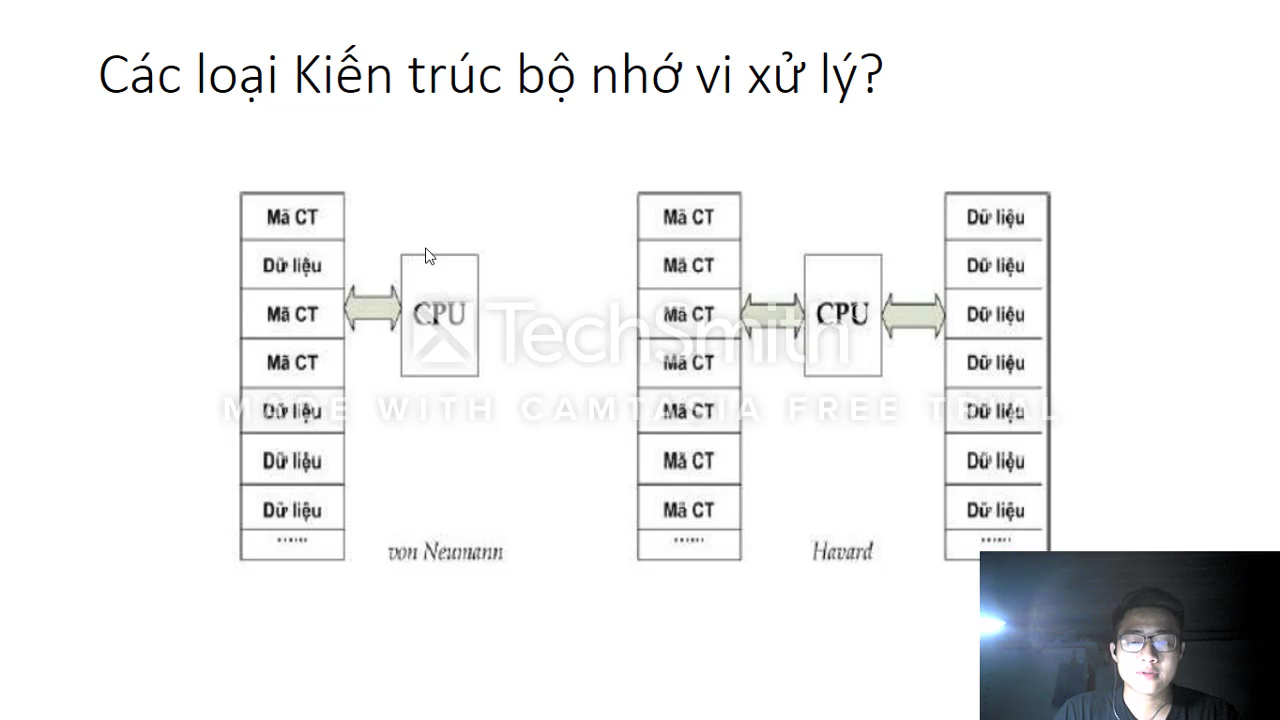 Các loại Kiến trúc bộ nhớ vi xử lý?
Mã CT
Dữ liệu
Mã CT
Mã CT
Dữ liệu
Dữ liệu
Dữ liệu
CPU
von Neumann
Mã CT
Mã CT
Mã CT
Mã CT
Mã CT
Mã CT
Mã CT
CPU
Havard
Dữ liệu
Dữ liệu
Dữ liệu
Dữ liệu
Dữ liệu
Dữ liệu
Dữ liệu
TechSmith
MADE WITH CAMTASIA FREE TRIAL